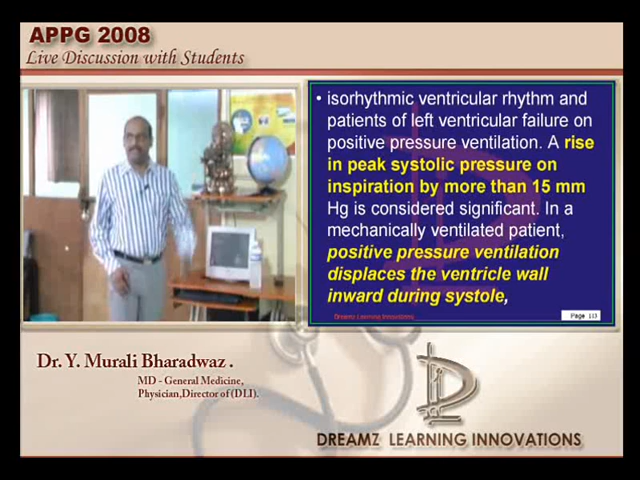 APPG 2008
Live Discussion with Students
• isorhythmic ventricular rhythm and
patients of left ventricular failure on
positive pressure ventilation. A rise
in peak systolic pressure on
inspiration by more than 15 mm
Hg is considered significant. In a
mechanically ventilated patient,
positive pressure ventilation
displaces the ventricle wall
inward during systole,
Dreamz Learning Innovations
Page 113
Dr. Y. Murali Bharadwaz .
MD - General Medicine,
Physician,Director of (DLI).
DREAMZ LEARNING INNOVATIONS